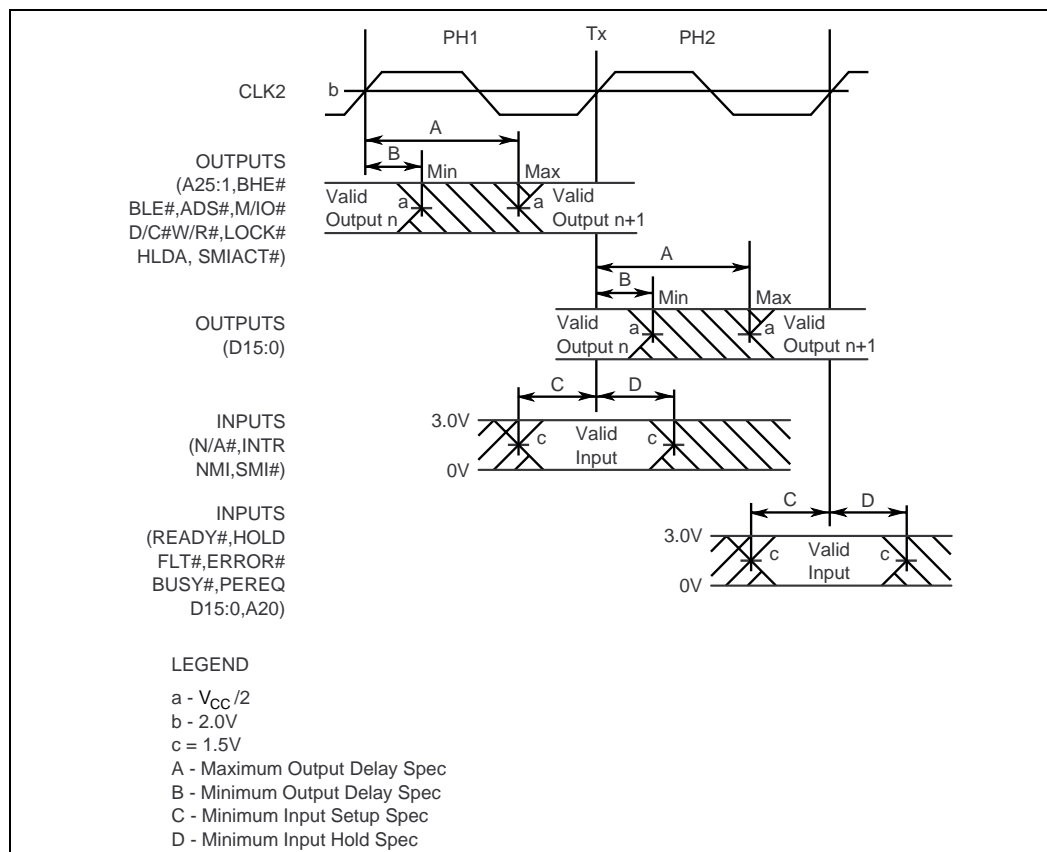 PH1 Tx PH2
CLK2 b
A
B
OUTPUTS
(A25:1,BHE#
BLE#,ADS#,M/IO#
D/C#W/R#,LOCK#
HLDA, SMIACT#)
Min Max
Valid
Output n
a a
Valid
Output n+1
A
B
OUTPUTS
(D15:0)
Min Max
Valid
Output n
a a
Valid
Output n+1
C D
INPUTS
(N/A#,INTR
NMI,SMI#)
3.0V
0V
c c
Valid
Input
C D
INPUTS
(READY#,HOLD
FLT#,ERROR#
BUSY#,PEREQ
D15:0,A20)
3.0V
0V
c c
Valid
Input
LEGEND
a - VCC /2
b - 2.0V
c = 1.5V
A - Maximum Output Delay Spec
B - Minimum Output Delay Spec
C - Minimum Input Setup Spec
D - Minimum Input Hold Spec